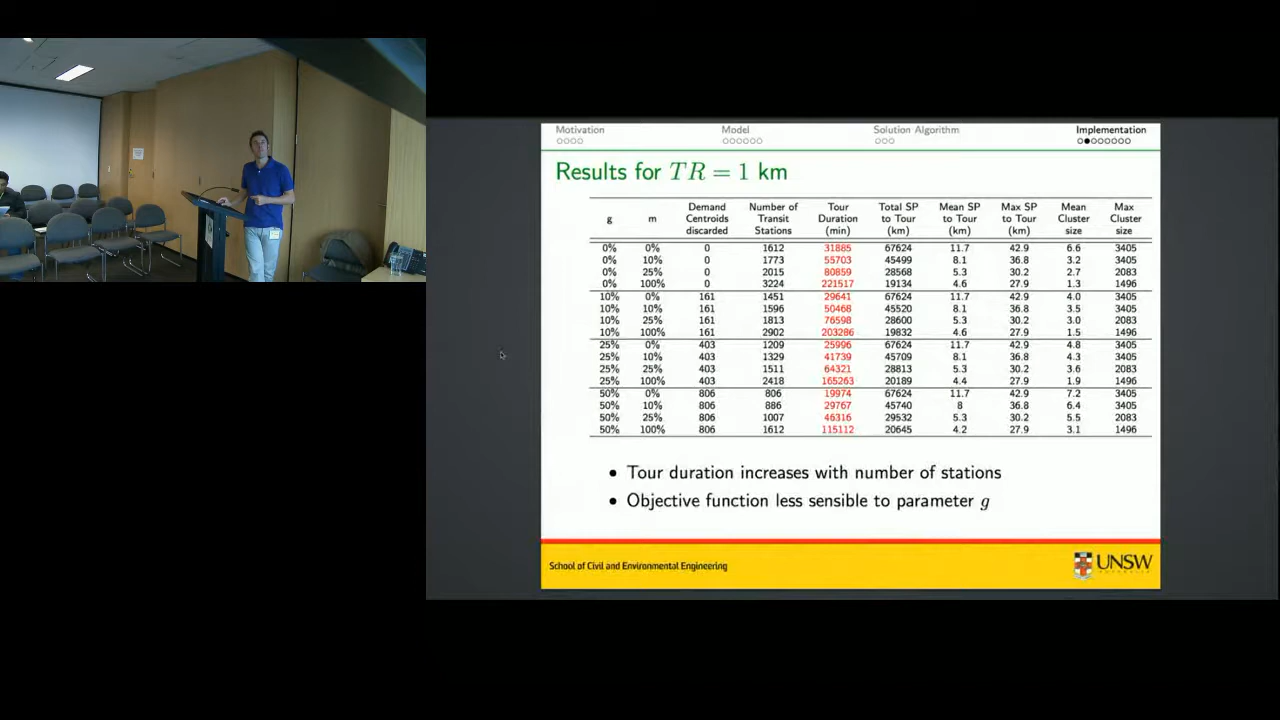 Motivation Model Solution Algorithm Implementation
Results for TR = 1 km
g m Demand Centroids discarded Number of Transit Stations Tour Duration (min) Total SP to Tour (km) Mean SP to Tour (km) Max SP to Tour (km) Mean Cluster size Max Cluster size
0% 0% 0 1612 31885 67624 11.7 42.9 6.6 3405
0% 10% 0 1773 55703 45499 8.1 36.8 3.2 3405
0% 25% 0 2015 80859 28568 5.3 30.2 2.7 2083
0% 100% 0 3224 221517 19134 4.6 27.9 1.3 1496
10% 0% 161 1451 29641 67624 11.7 42.9 4.0 3405
10% 10% 161 1596 50468 45520 8.1 36.8 3.5 3405
10% 25% 161 1813 76598 28600 5.3 30.2 3.0 2083
10% 100% 161 2902 203286 19832 4.6 27.9 1.5 1496
25% 0% 403 1209 25996 67624 11.7 42.9 4.8 3405
25% 10% 403 1329 41739 45709 8.1 36.8 4.3 3405
25% 25% 403 1511 64321 28813 5.3 30.2 3.6 2083
25% 100% 403 2418 165263 20189 4.4 27.9 1.9 1496
50% 0% 806 806 19974 67624 11.7 42.9 7.2 3405
50% 10% 806 886 29767 45740 8 36.8 6.4 3405
50% 25% 806 1007 46316 29532 5.3 30.2 5.5 2083
50% 100% 806 1612 115112 20645 4.2 27.9 3.1 1496
• Tour duration increases with number of stations
• Objective function less sensible to parameter g
School of Civil and Environmental Engineering
UNSW